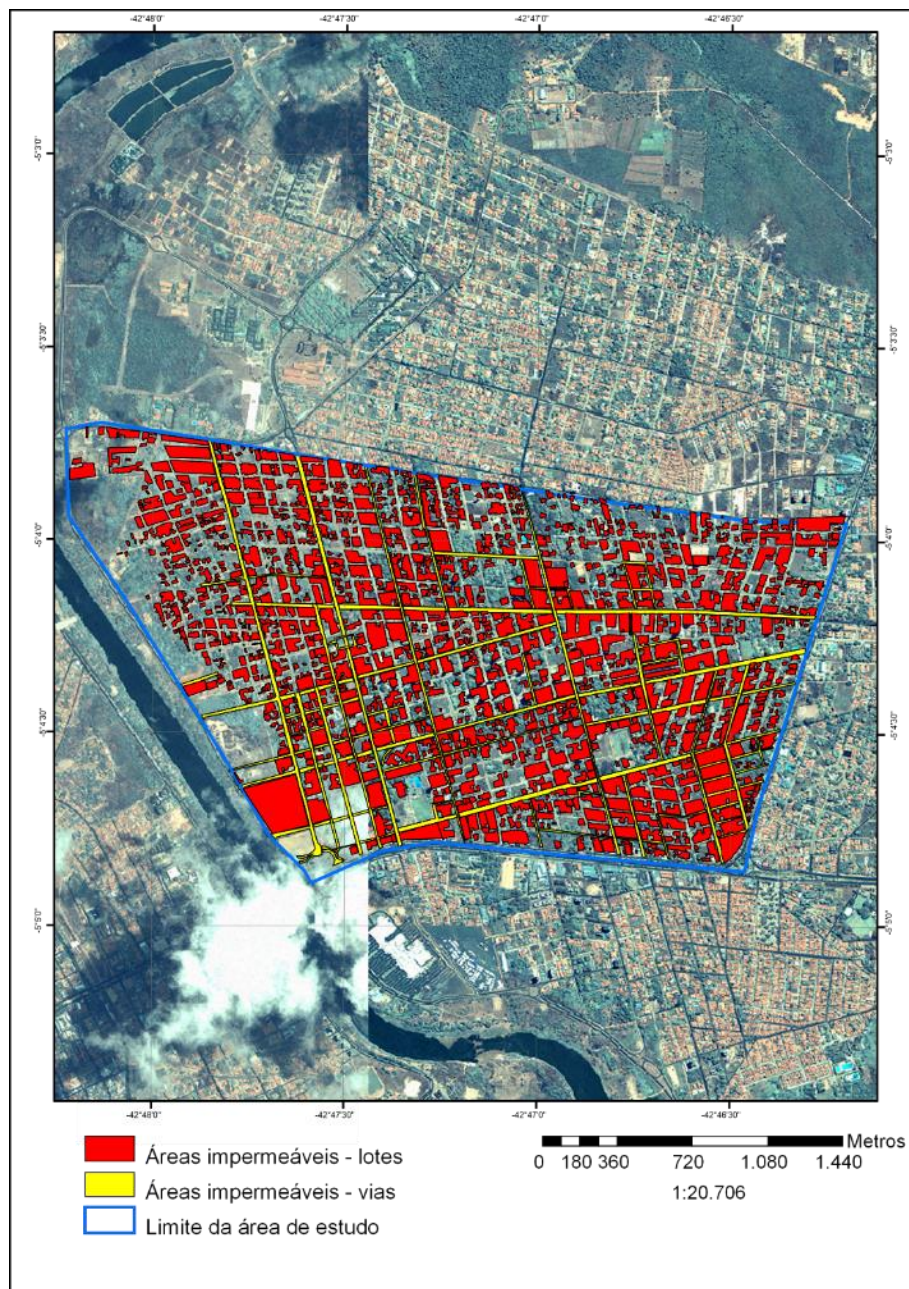 -42°48'0" -42°47'30" -42°47'0" -42°46'30"
-5°3'0" -5°3'0"
-5°3'30" -5°3'30"
-5°4'0" -5°4'0"
-5°4'30" -5°4'30"
-5°5'0" -5°5'0"
-42°48'0" -42°47'30" -42°47'0" -42°46'30"
Áreas impermeáveis - lotes
Áreas impermeáveis - vias
Limite da área de estudo
Metros
0 180 360 720 1.080 1.440
1:20.706